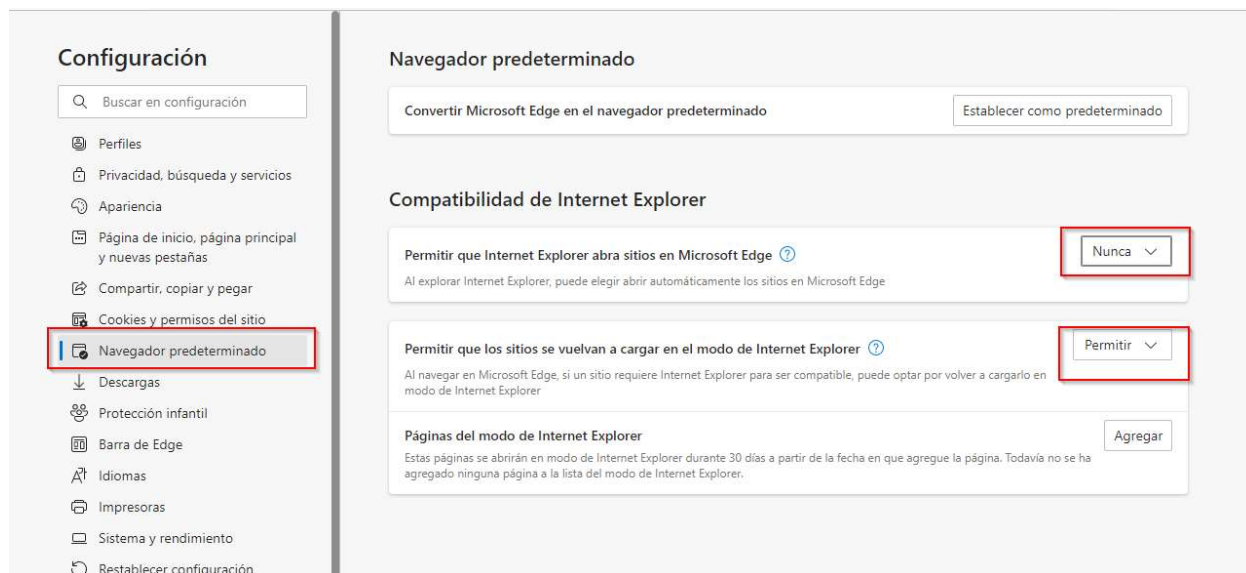 Configuración
Buscar en configuración
Perfiles
Privacidad, búsqueda y servicios
Apariencia
Página de inicio, página principal
y nuevas pestañas
Compartir, copiar y pegar
Cookies y permisos del sitio
Navegador predeterminado
Descargas
Protección infantil
Barra de Edge
Idiomas
Impresoras
Sistema y rendimiento
Restablecer configuración
Navegador predeterminado
Convertir Microsoft Edge en el navegador predeterminado
Establecer como predeterminado
Compatibilidad de Internet Explorer
Permitir que Internet Explorer abra sitios en Microsoft Edge
Nunca
Al explorar Internet Explorer, puede elegir abrir automáticamente los sitios en Microsoft Edge
Permitir que los sitios se vuelvan a cargar en el modo de Internet Explorer
Permitir
Al navegar en Microsoft Edge, si un sitio requiere Internet Explorer para ser compatible, puede optar por volver a cargarlo en
modo de Internet Explorer
Páginas del modo de Internet Explorer
Agregar
Estas páginas se abrirán en modo de Internet Explorer durante 30 días a partir de la fecha en que agregue la página. Todavía no se ha
agregado ninguna página a la lista del modo de Internet Explorer.